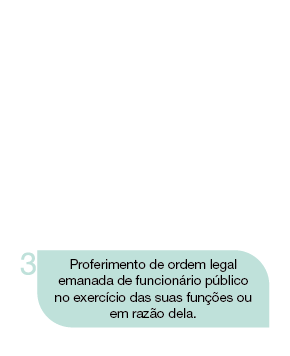 3
Proferimento de ordem legal
emanada de funcionário público
no exercício das suas funções ou
em razão dela.